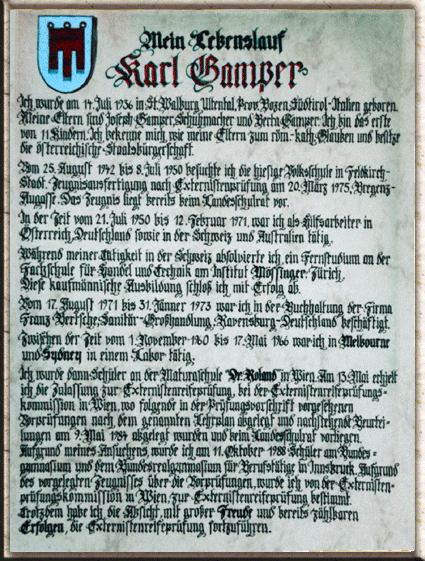 Mein Lebenslauf
Karl Gamper
Ich wurde am 14. Juli 1936 in St. Walburg, Ultental, Prov. Bozen, Südtirol-Italien geboren.
Meine Eltern sind Joseph Gamper, Schuhmacher und Berta Gamper. Ich bin das erste
von 11 Kindern. Ich bekenne mich wie meine Eltern zum röm.-kath. Glauben und besitze
die österreichische Staatsbürgerschaft.
Vom 25. August 1942 bis 8. Juli 1950 besuchte ich die hiesige Volksschule in Feldkirch-
Stadt. Zeugnisausfertigung nach Externistenprüfung am 20. März 1975, Bregenz-
Augasse. Das Zeugnis liegt bereits beim Landesschulrat vor.
In der Zeit vom 21. Juli 1950 bis 12. Februar 1971, war ich als Hilfsarbeiter in
Österreich, Deutschland sowie in der Schweiz und Australien tätig.
Während meiner Tätigkeit in der Schweiz absolvierte ich ein Fernstudium an der
Fachschule für Handel und Technik am Institut Mössinger, Zürich.
Diese kaufmännische Ausbildung schloß ich mit Erfolg ab.
Vom 17. August 1971 bis 31. Jänner 1973 war ich in der Buchhaltung der Firma
Franz Bertsche, Sanitär-Großhandlung, Ravensburg-Deutschland beschäftigt.
Zwischen der Zeit vom 1. November 1960 bis 17. Mai 1966 war ich in Melbourne
und Sydney in einem Labor tätig.
Ich wurde dann Schüler an der Maturaschule "Dr. Roland" in Wien. Am 13. Mai erhielt
ich die Zulassung zur Externistenreifeprüfung, bei der Externistenreifeprüfungs-
kommission in Wien, wo folgende in der Prüfungsvorschrift vorgesehenen
Vorprüfungen nach dem genannten Lehrplan abgelegt und nachstehende Beurtei-
lungen am 9. Mai 1984 abgelegt wurden und beim Landesschulrat vorliegen.
Aufgrund meines Ansuchens, wurde ich am 11. Oktober 1988 Schüler am Bundes-
gymnasium und dem Bundesrealgymnasium für Berufstätige in Innsbruck. Aufgrund
des vorgelegten Zeugnisses über die Vorprüfungen, wurde ich von der Externisten-
prüfungskommission in Wien, zur Externistenreifeprüfung bestimmt.
Trotzdem habe ich die Absicht, mit großer Freude und bereits zählbaren
Erfolgen, die Externistenreifeprüfung fortzuführen.